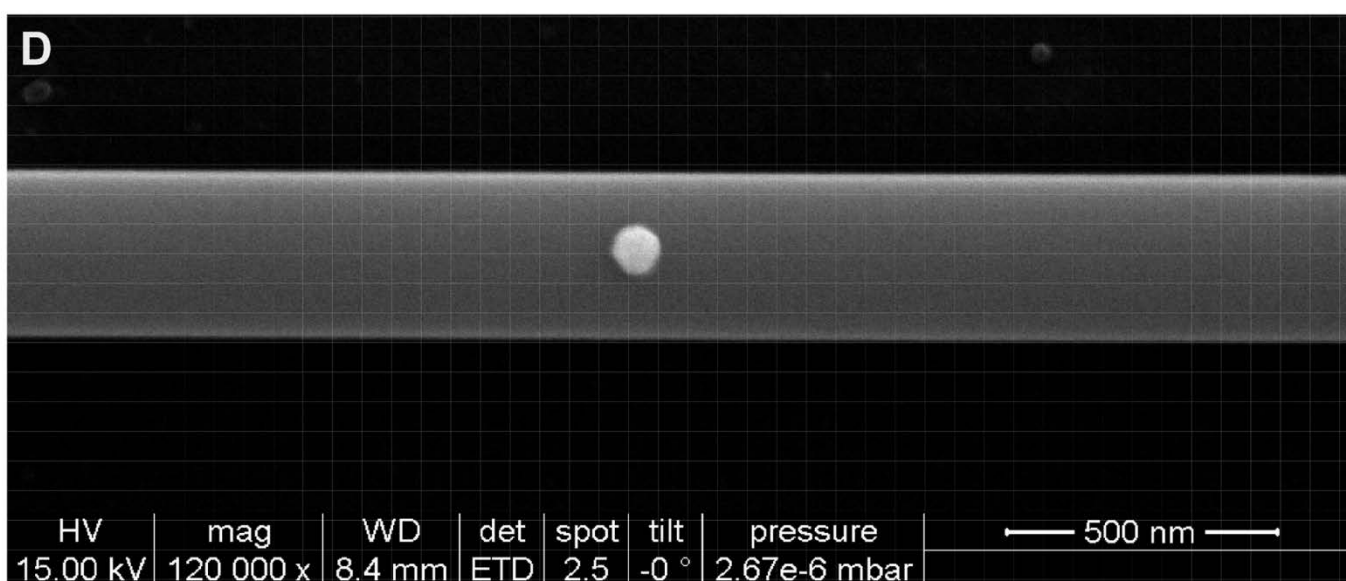 D
HV mag WD det spot tilt pressure 500 nm
15.00 kV 120 000 x 8.4 mm ETD 2.5 -0 ° 2.67e-6 mbar